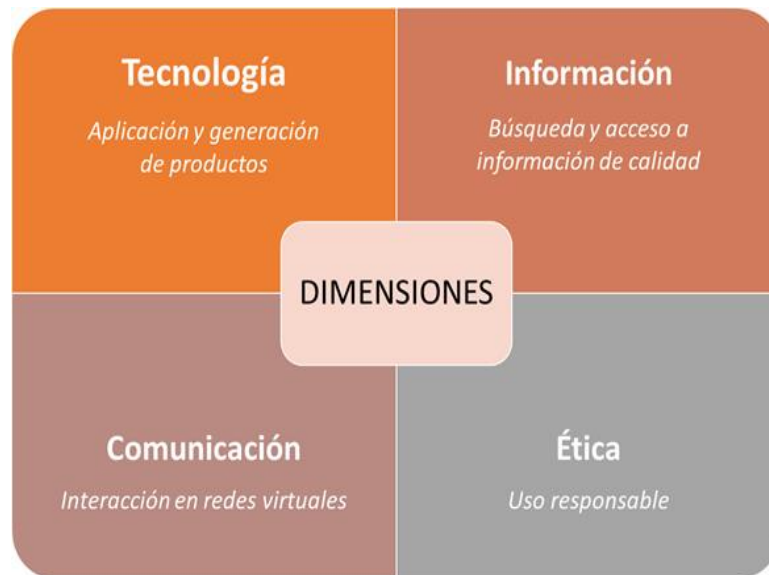 Tecnología
Aplicación y generación
de productos
Información
Búsqueda y acceso a
información de calidad
DIMENSIONES
Comunicación
Interacción en redes virtuales
Ética
Uso responsable